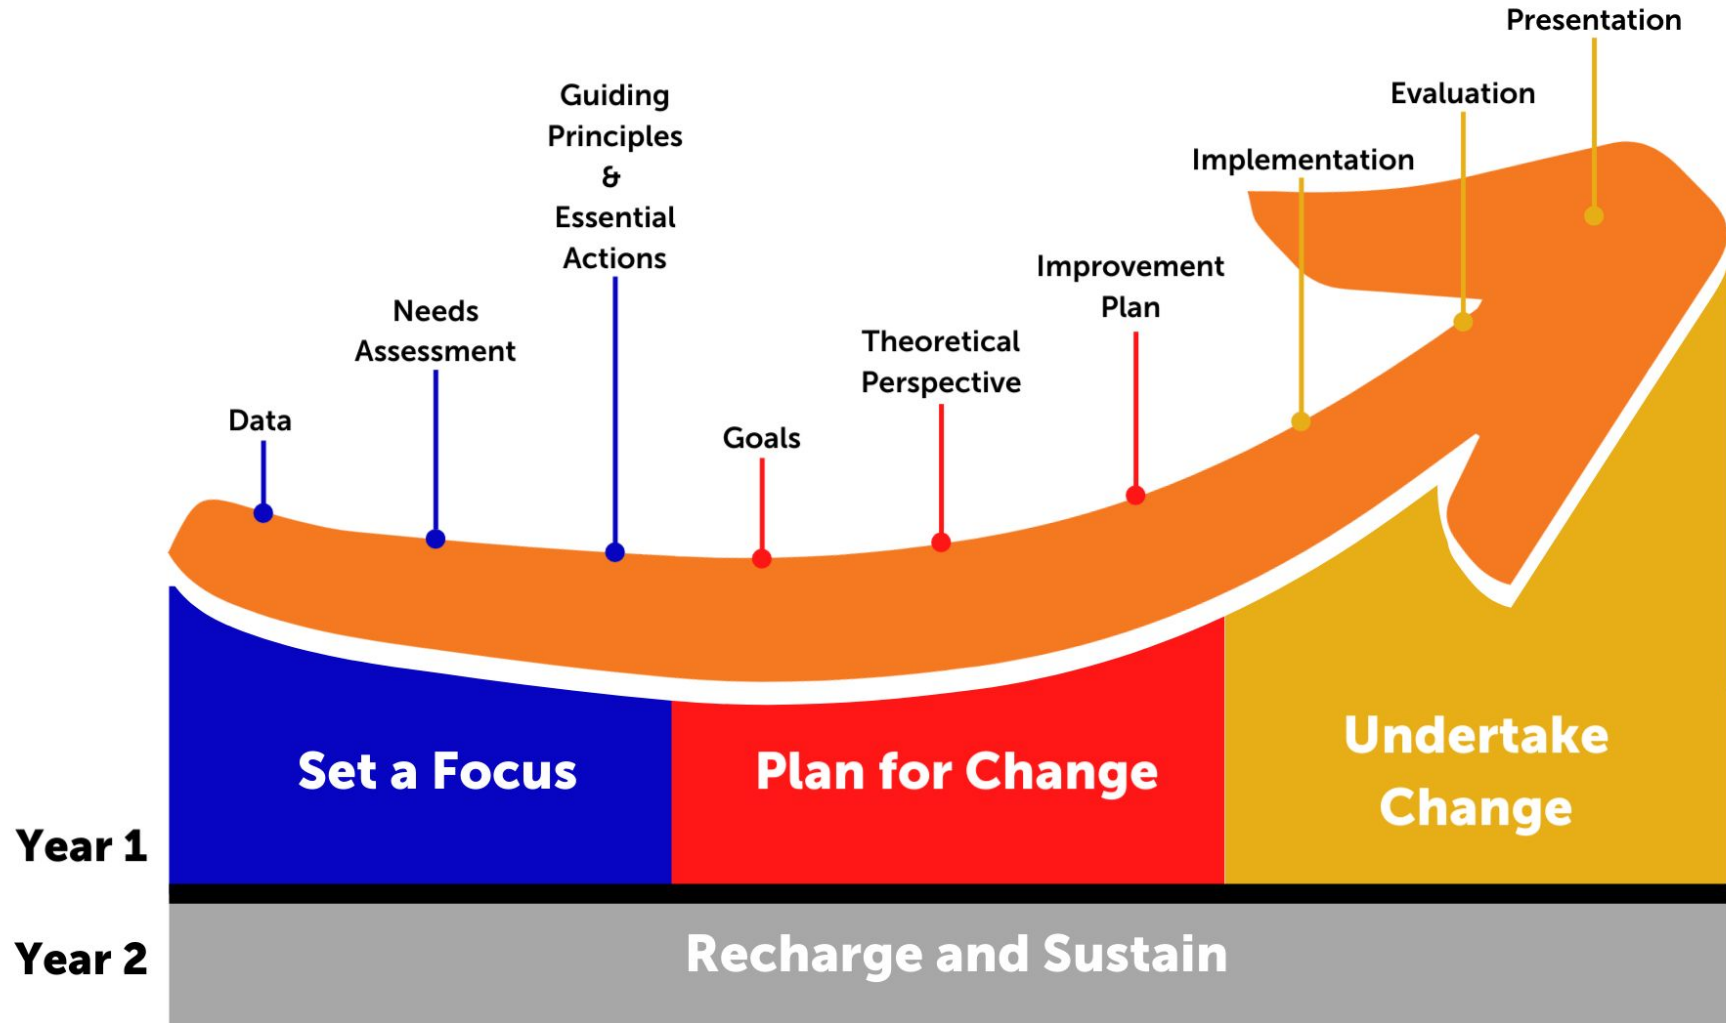 Presentation
Evaluation
Implementation
Guiding
Principles
&
Essential
Actions
Improvement
Plan
Needs
Assessment
Theoretical
Perspective
Data
Goals
Set a Focus
Plan for Change
Undertake
Change
Year 1
Year 2
Recharge and Sustain